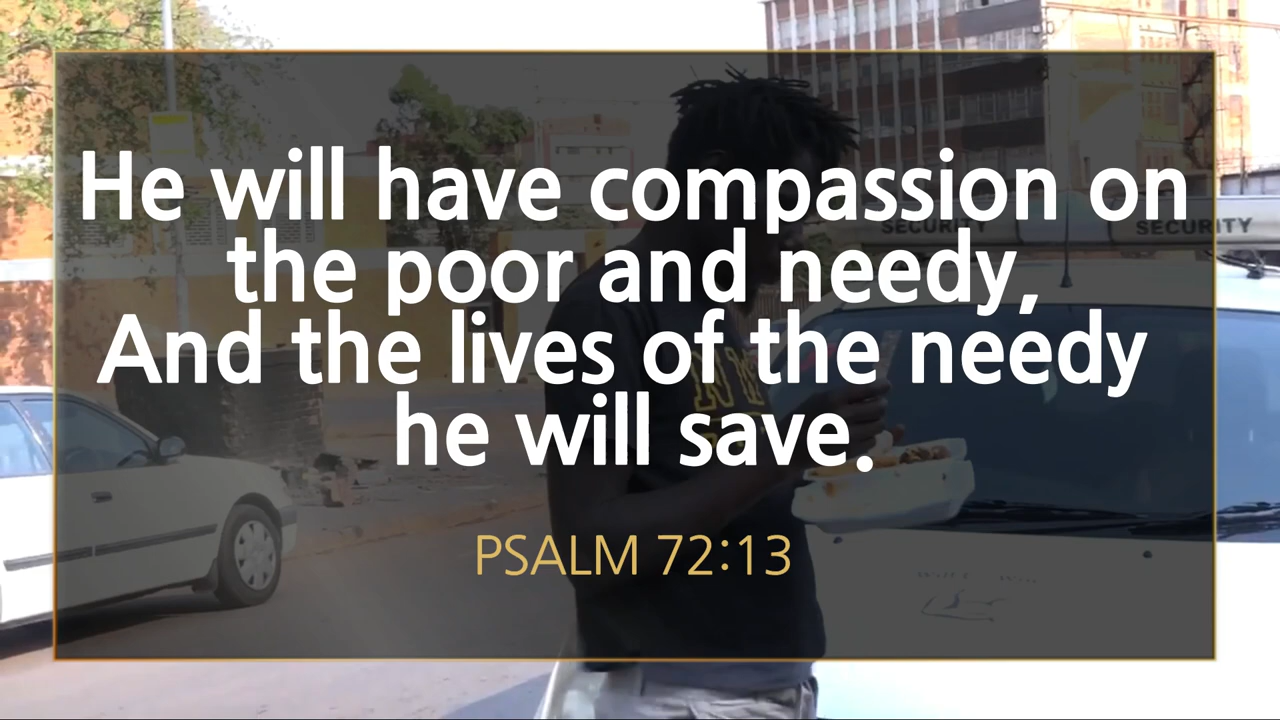 He will have compassion on
the poor and needy,
And the lives of the needy
he will save.
PSALM 72:13
SECURITY
SECURITY